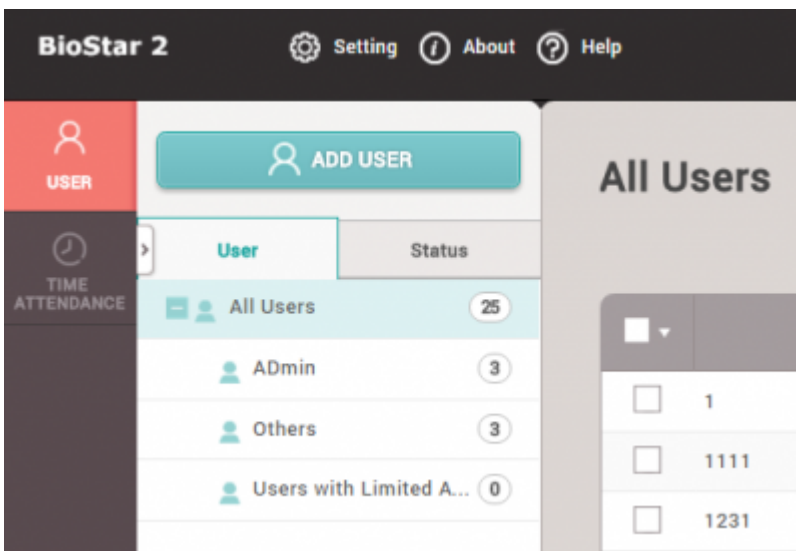 BioStar 2
Setting
About
Help
USER
TIME
ATTENDANCE
ADD USER
User
Status
All Users 25
ADmin 3
Others 3
Users with Limited A... 0
All Users
1
1111
1231